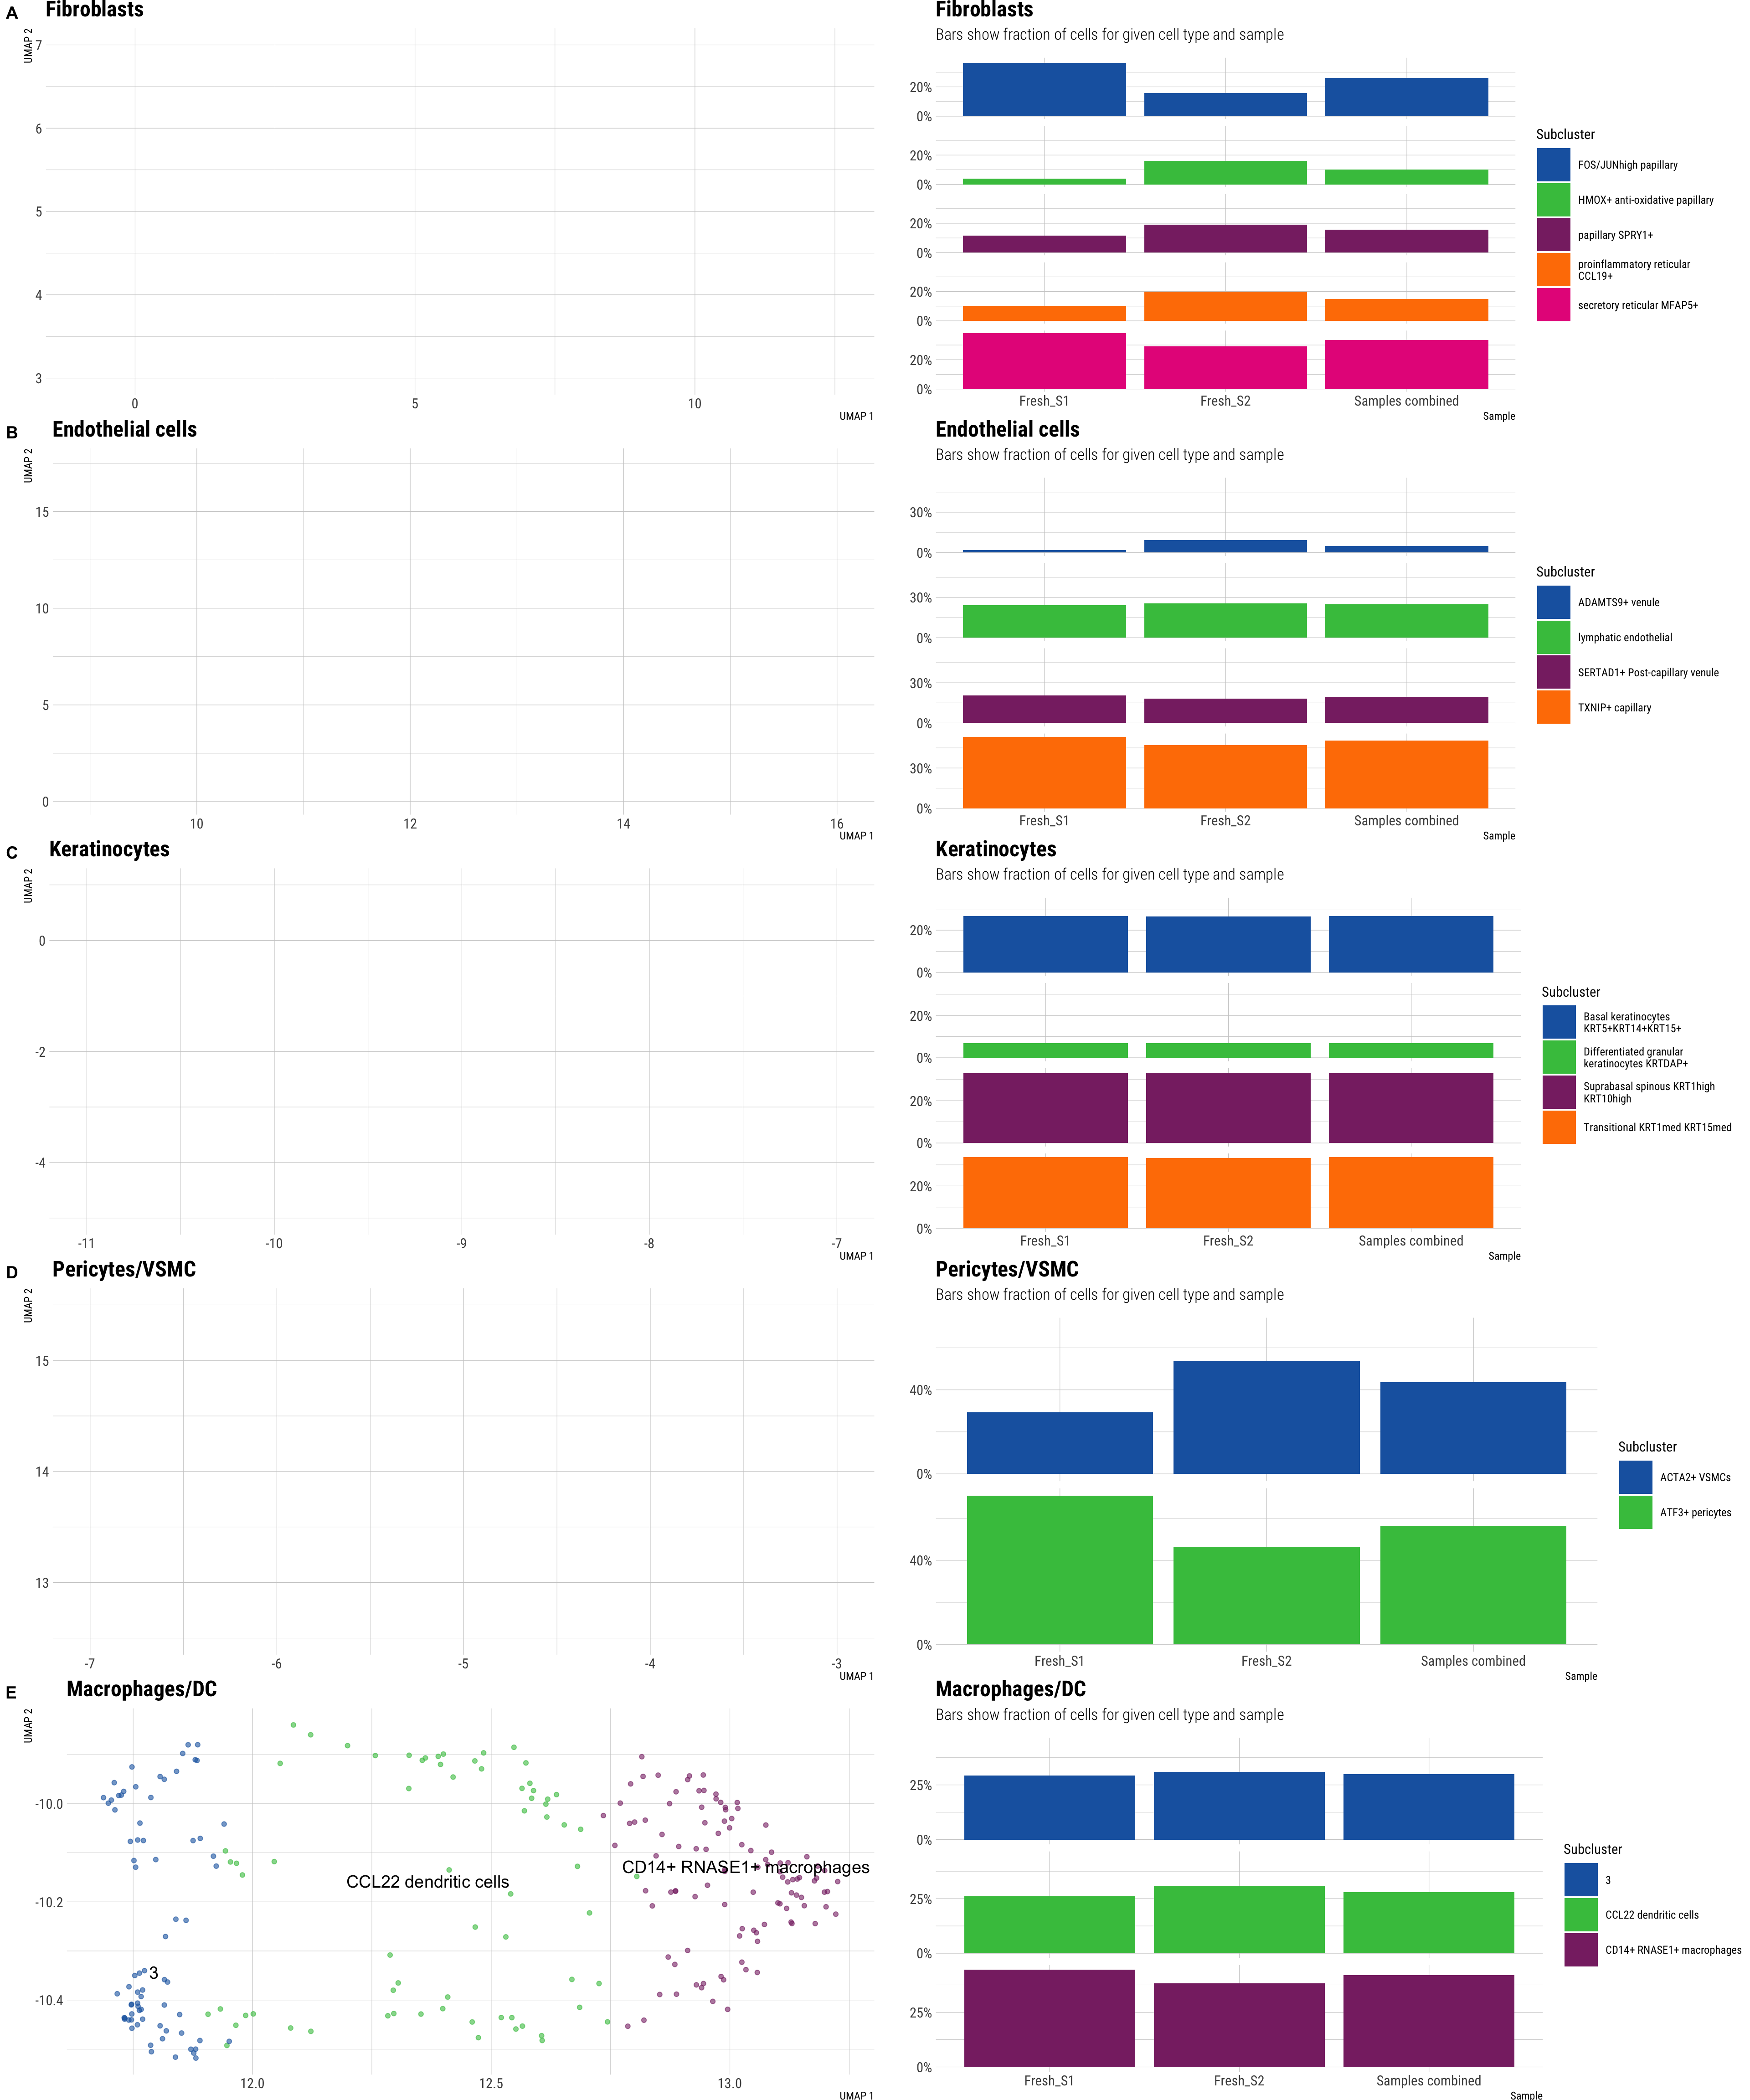 A
Fibroblasts
UMAP 2
7
6
5
4
3
0
5
10
UMAP 1
Fibroblasts
Bars show fraction of cells for given cell type and sample
20%
0%
20%
0%
20%
0%
20%
0%
20%
0%
Fresh_S1
Fresh_S2
Samples combined
Sample
Subcluster
FOS/JUNhigh papillary
HMOX+ anti-oxidative papillary
papillary SPRY1+
proinflammatory reticular
CCL19+
secretory reticular MFAP5+
B
Endothelial cells
UMAP 2
15
10
5
0
10
12
14
16
UMAP 1
Endothelial cells
Bars show fraction of cells for given cell type and sample
30%
0%
30%
0%
30%
0%
30%
0%
Fresh_S1
Fresh_S2
Samples combined
Sample
Subcluster
ADAMTS9+ venule
lymphatic endothelial
SERTAD1+ Post-capillary venule
TXNIP+ capillary
C
Keratinocytes
UMAP 2
0
-2
-4
-11
-10
-9
-8
-7
UMAP 1
Keratinocytes
Bars show fraction of cells for given cell type and sample
20%
0%
20%
0%
20%
0%
20%
0%
Fresh_S1
Fresh_S2
Samples combined
Sample
Subcluster
Basal keratinocytes
KRT5+KRT14+KRT15+
Differentiated granular
keratinocytes KRTDAP+
Suprabasal spinous KRT1high
KRT10high
Transitional KRT1med KRT15med
D
Pericytes/VSMC
UMAP 2
15
14
13
-7
-6
-5
-4
-3
UMAP 1
Pericytes/VSMC
Bars show fraction of cells for given cell type and sample
40%
0%
40%
0%
Fresh_S1
Fresh_S2
Samples combined
Sample
Subcluster
ACTA2+ VSMCs
ATF3+ pericytes
E
Macrophages/DC
UMAP 2
-10.0
-10.2
-10.4
CD14+ RNASE1+ macrophages
CCL22 dendritic cells
3
12.0
12.5
13.0
UMAP 1
Macrophages/DC
Bars show fraction of cells for given cell type and sample
25%
0%
25%
0%
25%
0%
Fresh_S1
Fresh_S2
Samples combined
Sample
Subcluster
3
CCL22 dendritic cells
CD14+ RNASE1+ macrophages